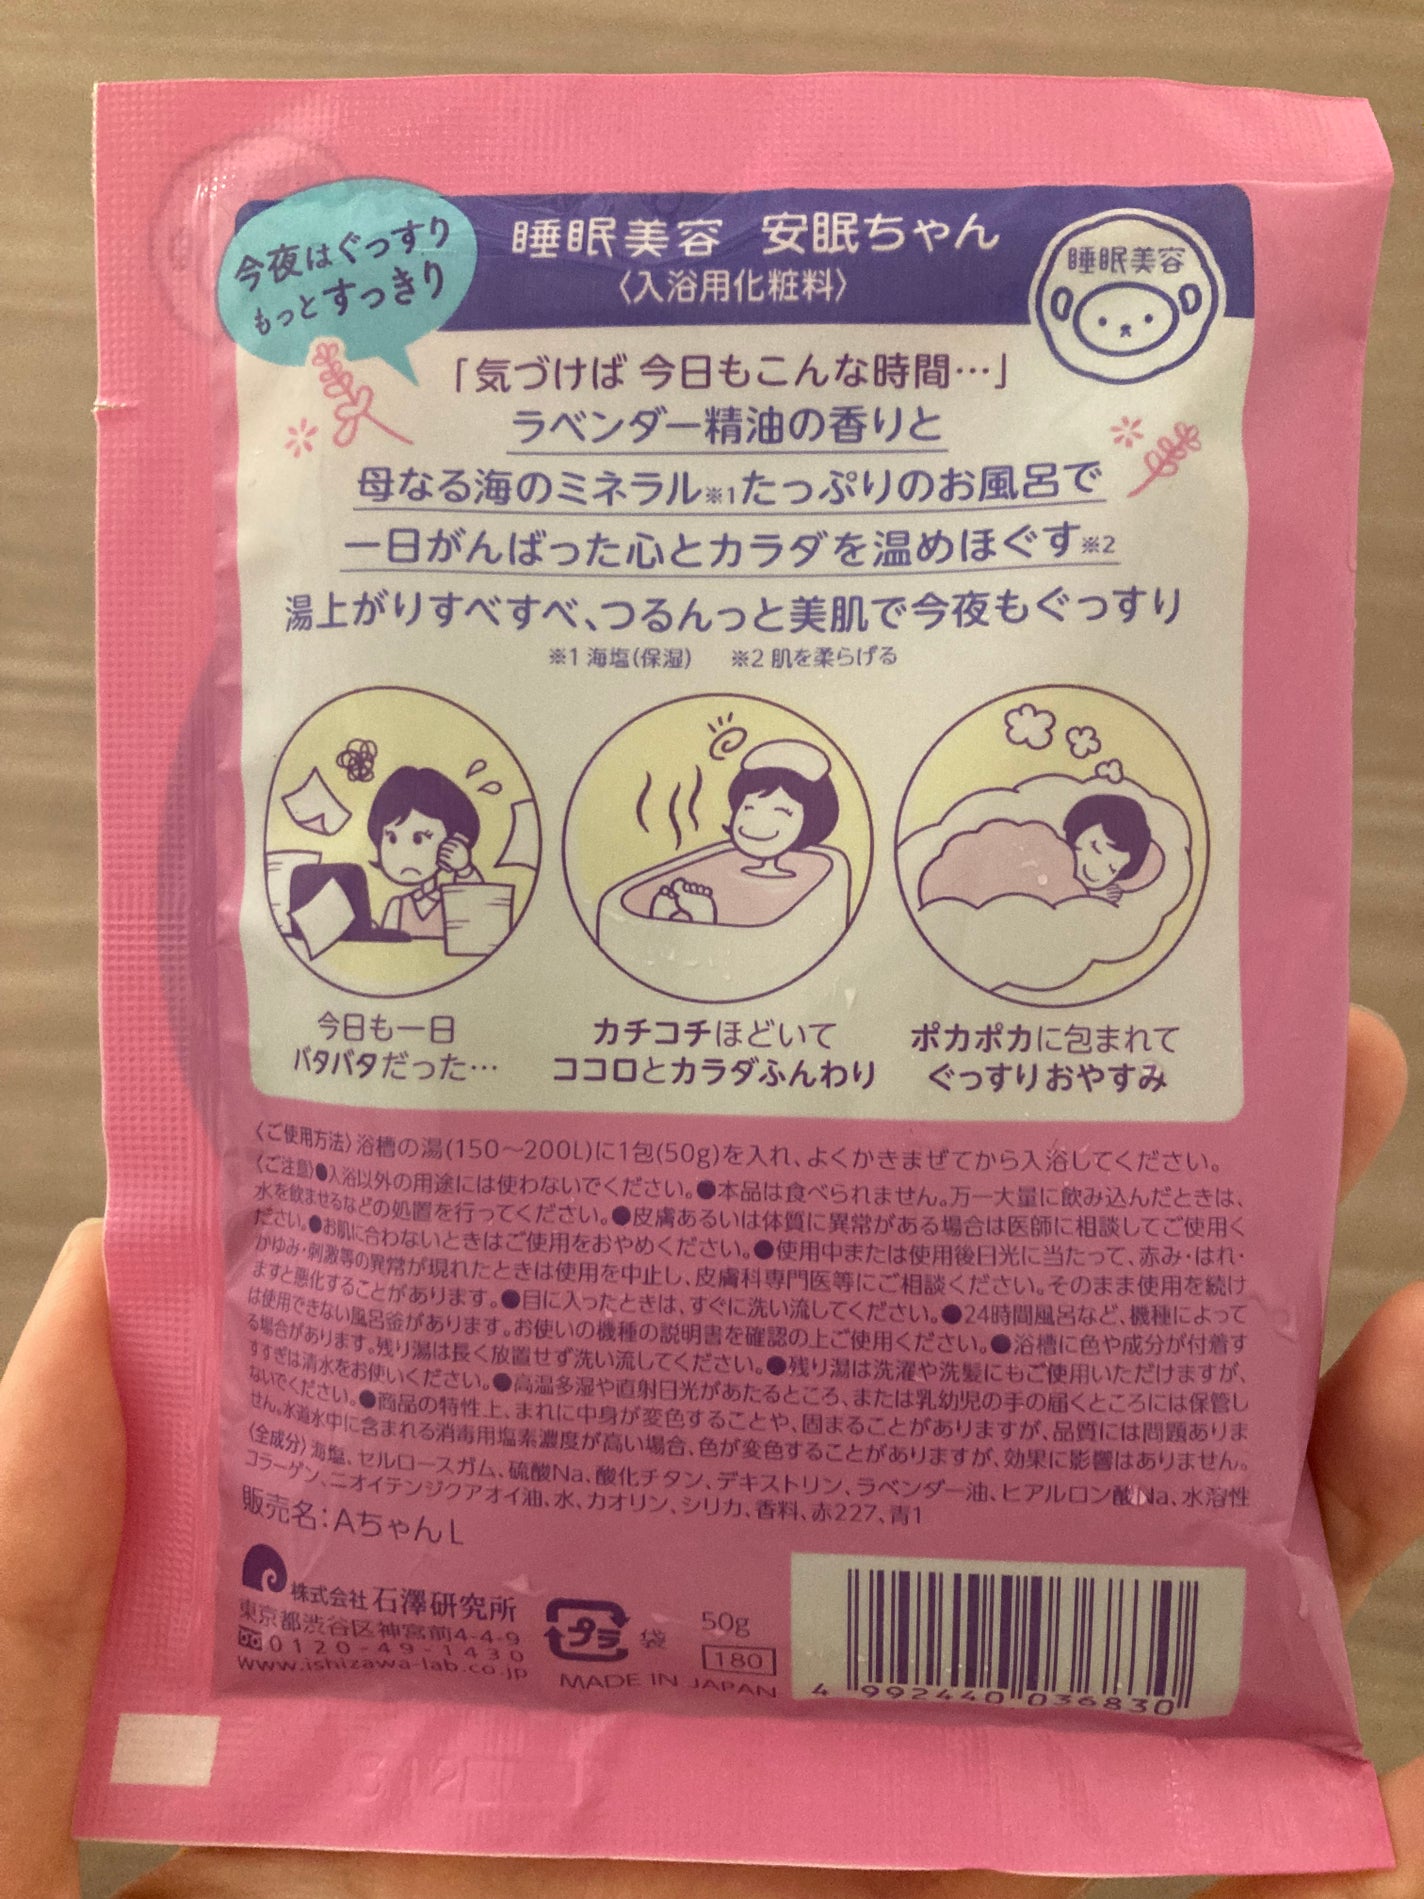 今夜はぐっすり
もっとすっきり
睡眠美容 安眠ちゃん
〈入浴用化粧料〉
睡眠美容
「気づけば 今日もこんな時間…」
ラベンダー精油の香りと
母なる海のミネラル※1たっぷりのお風呂で
一日がんばった心とカラダを温めほぐす※2
湯上がりすべすべ、つるんっと美肌で今夜もぐっすり
※1 海塩(保湿) ※2 肌を柔らげる
今日も一日
バタバタだった…
カチコチほどいて
ココロとカラダふんわり
ポカポカに包まれて
ぐっすりおやすみ
〈ご使用方法〉浴槽の湯(150〜200L)に1包(50g)を入れ、よくかきまぜてから入浴してください。
〈ご注意〉●入浴以外の用途には使わないでください。●本品は食べられません。万一大量に飲み込んだときは、
水を飲ませるなどの処置を行ってください。●皮膚あるいは体質に異常がある場合は医師に相談してご使用く
ださい。●お肌に合わないときはご使用をおやめください。●使用中または使用後日光に当たって、赤み・はれ・
かゆみ・刺激等の異常が現れたときは使用を中止し、皮膚科専門医等にご相談ください。そのまま使用を続け
ますと悪化することがあります。●目に入ったときは、すぐに洗い流してください。●24時間風呂など、機種によって
は使用できない風呂釜があります。お使いの機種の説明書を確認の上ご使用ください。●浴槽に色や成分が付着す
る場合があります。残り湯は長く放置せず洗い流してください。●残り湯は洗濯や洗髪にもご使用いただけますが、
すすぎは清水をお使いください。●高温多湿や直射日光があたるところ、または乳幼児の手の届くところには保管し
ないでください。●商品の特性上、まれに中身が変色することや、固まることがありますが、品質には問題ありま
せん。水道水中に含まれる消毒用塩素濃度が高い場合、色が変色することがありますが、効果に影響はありません。
〈全成分〉海塩、セルロースガム、硫酸Na、酸化チタン、デキストリン、ラベンダー油、ヒアルロン酸Na、水溶性
コラーゲン、ニオイテンジクアオイ油、水、カオリン、シリカ、香料、赤227、青1
販売名：AちゃんL
株式会社 石澤研究所
東京都渋谷区神宮前4-4-9
0120-49-1430
www.ishizawa-lab.co.jp
プラ 袋
50g
180
MADE IN JAPAN
4 992440 036830